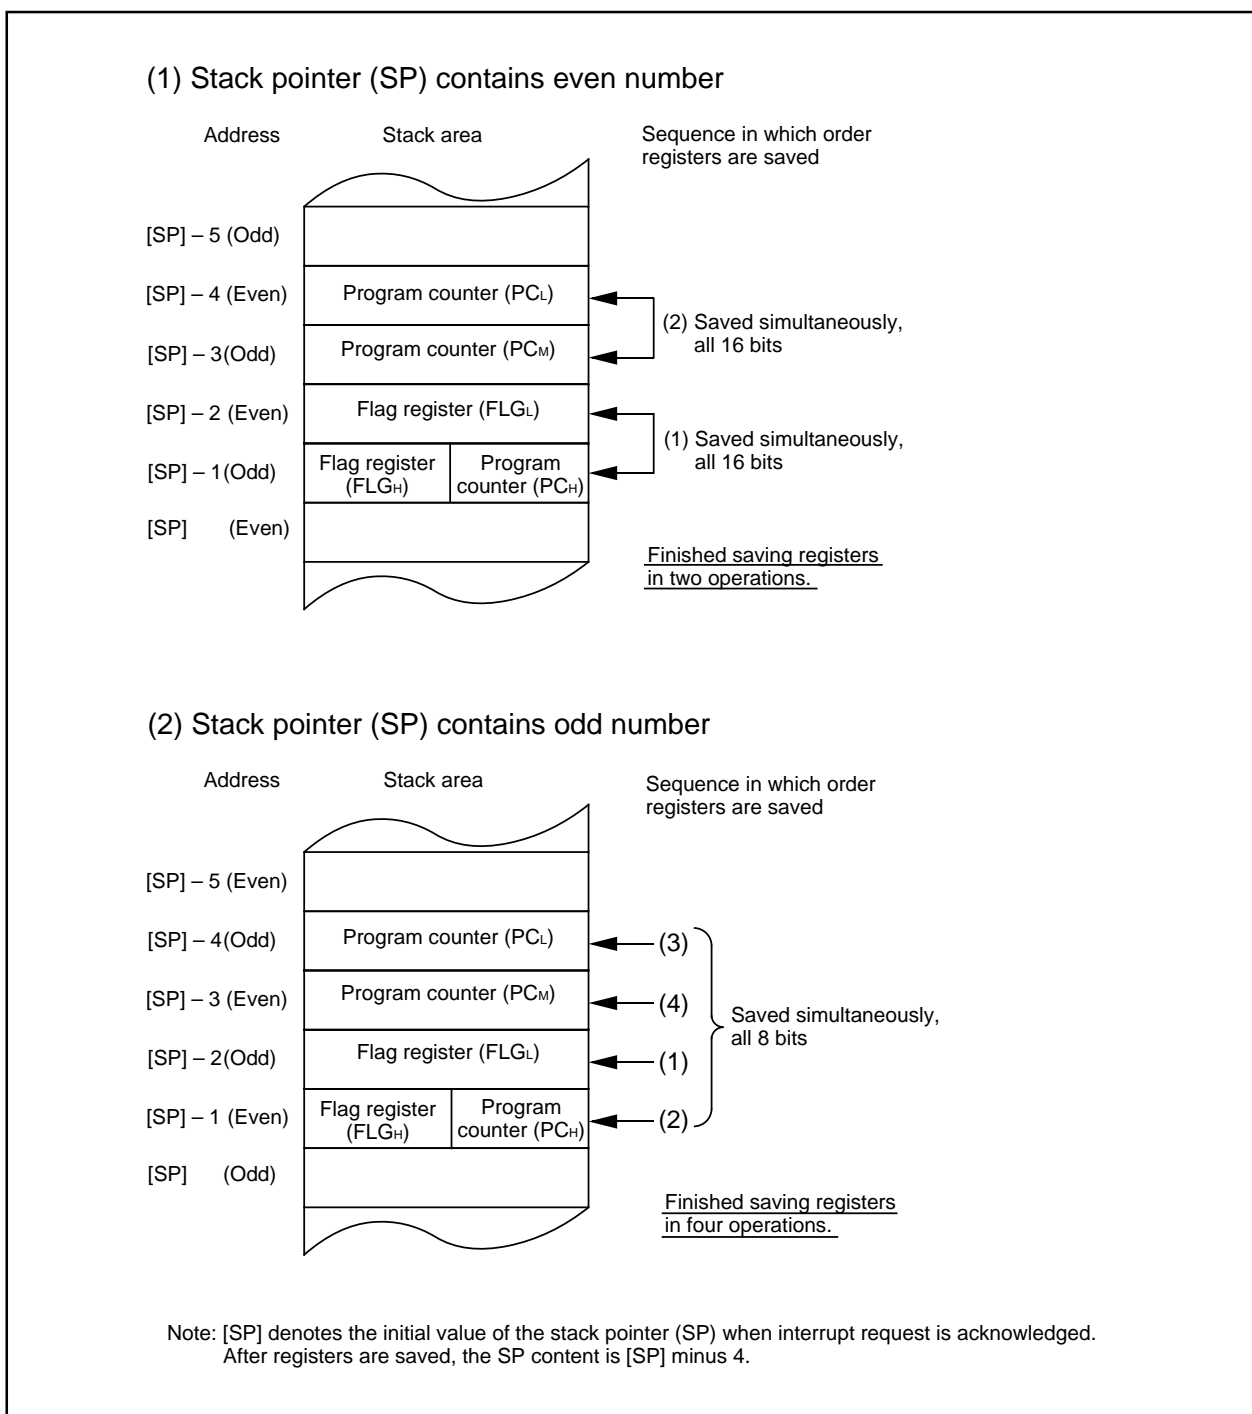 (1) Stack pointer (SP) contains even number
Address
Stack area
Sequence in which order
registers are saved
[SP] – 5 (Odd)
[SP] – 4 (Even)
Program counter (PCL)
[SP] – 3(Odd)
Program counter (PCM)
(2) Saved simultaneously,
all 16 bits
[SP] – 2 (Even)
Flag register (FLGL)
[SP] – 1(Odd)
Flag register
(FLGH)
Program
counter (PCH)
(1) Saved simultaneously,
all 16 bits
[SP] (Even)
Finished saving registers
in two operations.
(2) Stack pointer (SP) contains odd number
Address
Stack area
Sequence in which order
registers are saved
[SP] – 5 (Even)
[SP] – 4(Odd)
Program counter (PCL)
(3)
[SP] – 3 (Even)
Program counter (PCM)
(4)
Saved simultaneously,
all 8 bits
[SP] – 2(Odd)
Flag register (FLGL)
(1)
[SP] – 1 (Even)
Flag register
(FLGH)
Program
counter (PCH)
(2)
[SP] (Odd)
Finished saving registers
in four operations.
Note: [SP] denotes the initial value of the stack pointer (SP) when interrupt request is acknowledged.
After registers are saved, the SP content is [SP] minus 4.